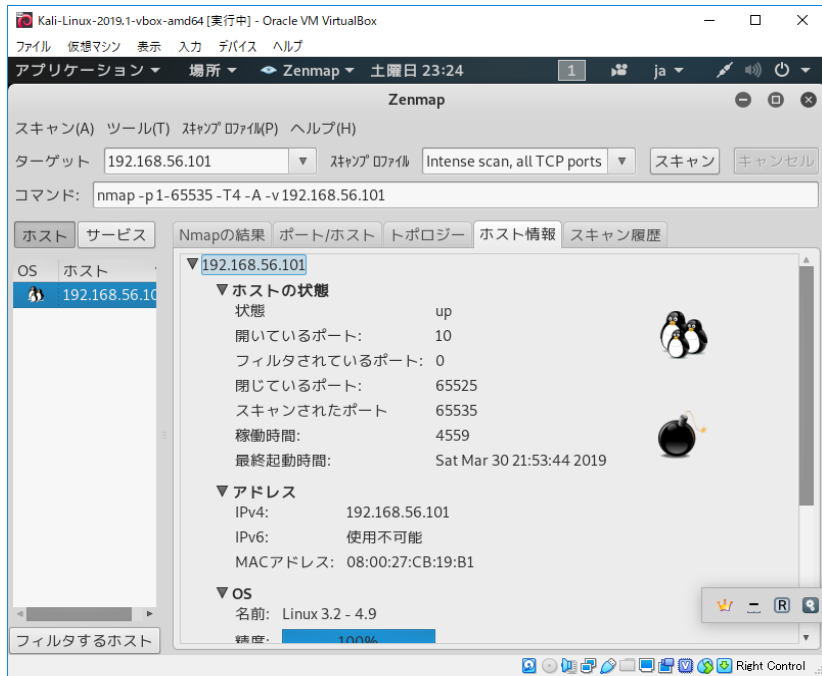 Kali-Linux-2019.1-vbox-amd64 [実行中] - Oracle VM VirtualBox
ファイル 仮想マシン 表示 入力 デバイス ヘルプ
アプリケーション 場所 Zenmap 土曜日 23:24 1 ja
Zenmap
スキャン(A) ツール(T) スキャンプロファイル(P) ヘルプ(H)
ターゲット 192.168.56.101 スキャンプロファイル Intense scan, all TCP ports スキャン キャンセル
コマンド: nmap -p 1-65535 -T4 -A -v 192.168.56.101
ホスト サービス Nmapの結果 ポート/ホスト トポロジー ホスト情報 スキャン履歴
OS ホスト
192.168.56.10
192.168.56.101
ホストの状態
状態 up
開いているポート: 10
フィルタされているポート: 0
閉じているポート: 65525
スキャンされたポート 65535
稼働時間: 4559
最終起動時間: Sat Mar 30 21:53:44 2019
アドレス
IPv4: 192.168.56.101
IPv6: 使用不可能
MACアドレス: 08:00:27:CB:19:B1
OS
名前: Linux 3.2 - 4.9
精度: 100%
フィルタするホスト
R
Right Control